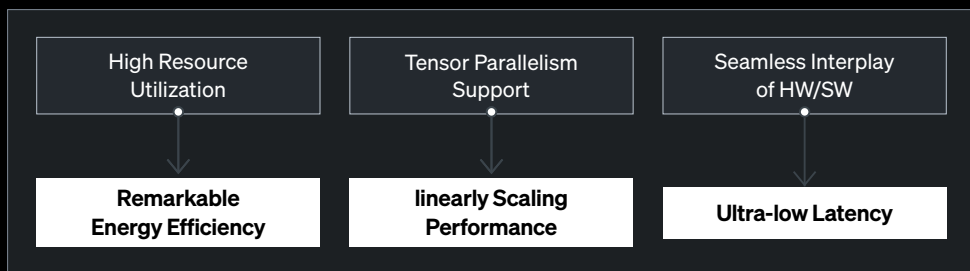 High Resource
Utilization
Tensor Parallelism
Support
Seamless Interplay
of HW/SW
Remarkable
Energy Efficiency
linearly Scaling
Performance
Ultra-low Latency